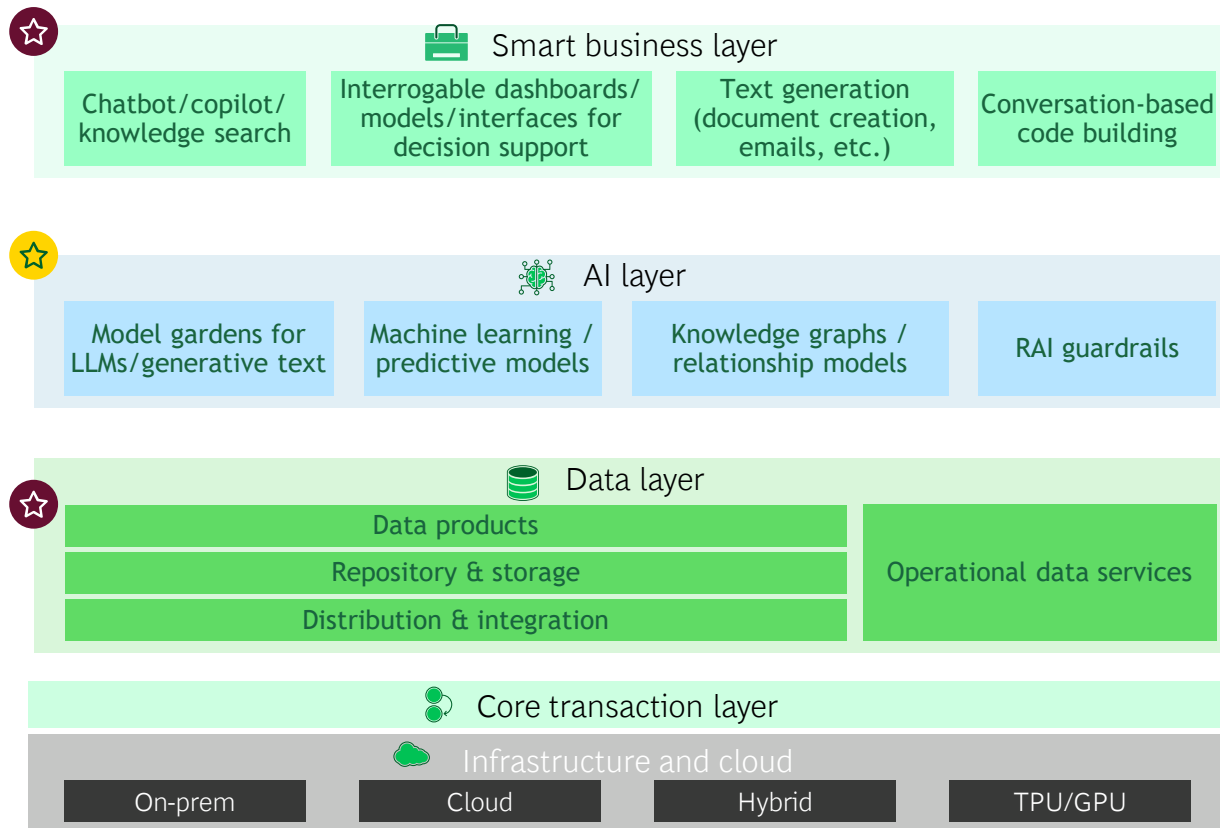 Smart business layer
Chatbot/copilot/
knowledge search
Interrogable dashboards/
models/interfaces for
decision support
Text generation
(document creation,
emails, etc.)
Conversation-based
code building
AI layer
Model gardens for
LLMs/generative text
Machine learning /
predictive models
Knowledge graphs /
relationship models
RAI guardrails
Data layer
Data products
Repository & storage
Distribution & integration
Operational data services
Core transaction layer
Infrastructure and cloud
On-prem
Cloud
Hybrid
TPU/GPU